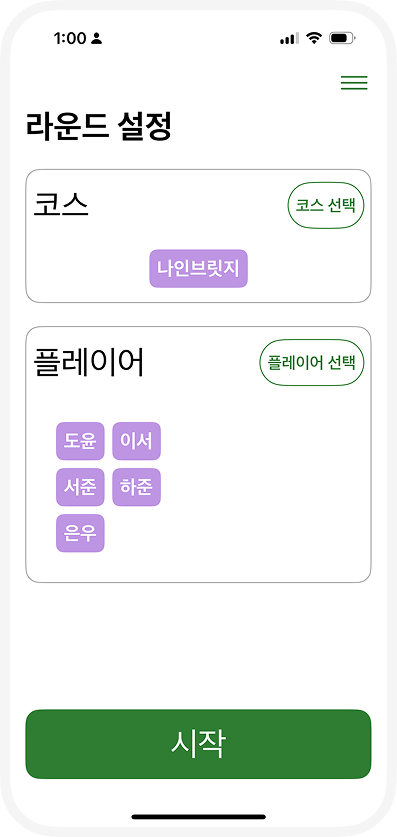 1:00
라운드 설정
코스 코스 선택
나인브릿지
플레이어 플레이어 선택
도윤 이서
서준 하준
은우
시작